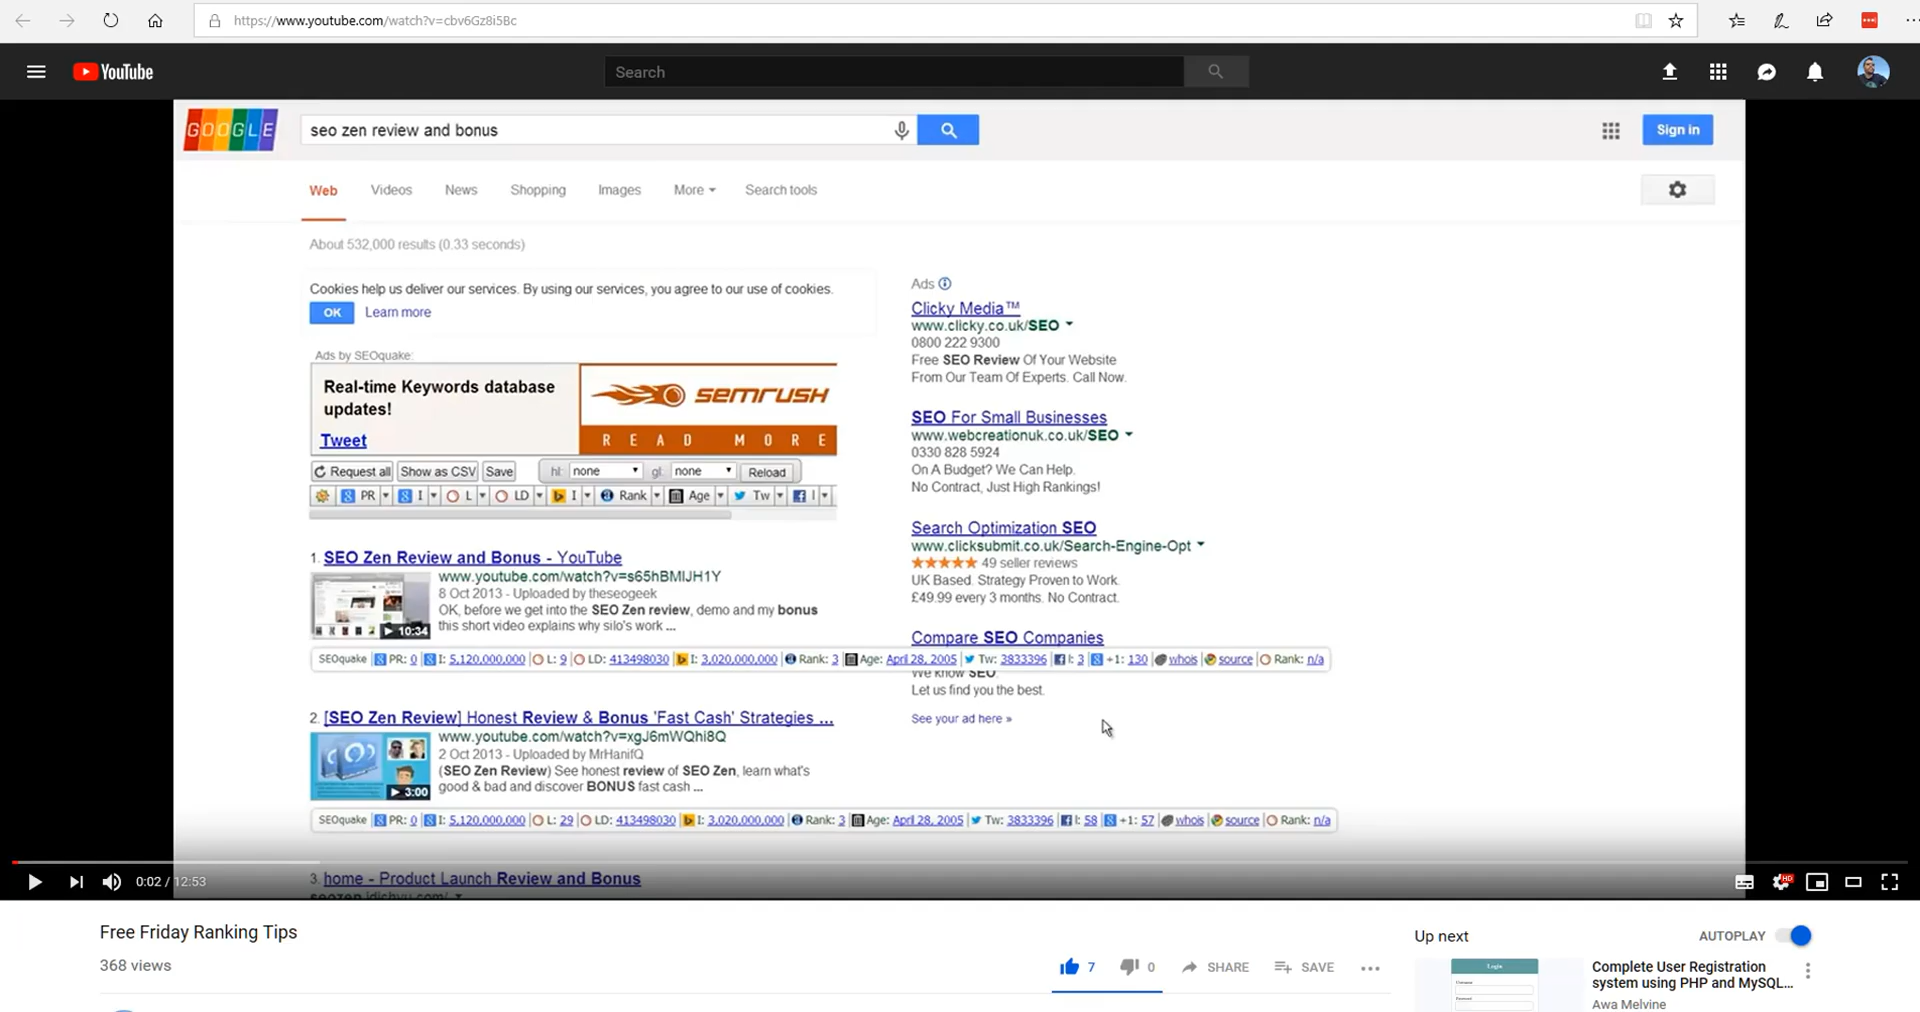 https://www.youtube.com/watch?v=cbv6Gz8i5Bc
YouTube
Search
GOOGLE
seo zen review and bonus
Sign in
Web Videos News Shopping Images More Search tools
About 532,000 results (0.33 seconds)
Cookies help us deliver our services. By using our services, you agree to our use of cookies.
OK Learn more
Ads by SEOquake:
Real-time Keywords database
updates!
Tweet
semrush
READ MORE
Request all Show as CSV Save hl: none gl: none Reload
PR I L LD I Rank Age Tw I
1. SEO Zen Review and Bonus - YouTube
www.youtube.com/watch?v=s65hBMlJH1Y
8 Oct 2013 - Uploaded by theseogeek
OK, before we get into the SEO Zen review, demo and my bonus
this short video explains why silo's work ...
10:34
SEOquake PR: 0 I: 5,120,000,000 L: 9 LD: 413498030 I: 3,020,000,000 Rank: 3 Age: April 28, 2005 Tw: 3833396 I: 3 +1: 130 whois source Rank: n/a
2. [SEO Zen Review] Honest Review & Bonus 'Fast Cash' Strategies ...
www.youtube.com/watch?v=xgJ6mWQhi8Q
2 Oct 2013 - Uploaded by MrHanifQ
(SEO Zen Review) See honest review of SEO Zen, learn what's
good & bad and discover BONUS fast cash ...
3:00
SEOquake PR: 0 I: 5,120,000,000 L: 29 LD: 413498030 I: 3,020,000,000 Rank: 3 Age: April 28, 2005 Tw: 3833396 I: 58 +1: 57 whois source Rank: n/a
3. home - Product Launch Review and Bonus
Ads
Clicky Media™
www.clicky.co.uk/SEO
0800 222 9300
Free SEO Review Of Your Website
From Our Team Of Experts. Call Now.
SEO For Small Businesses
www.webcreationuk.co.uk/SEO
0330 828 5924
On A Budget? We Can Help.
No Contract, Just High Rankings!
Search Optimization SEO
www.clicksubmit.co.uk/Search-Engine-Opt
49 seller reviews
UK Based. Strategy Proven to Work.
£49.99 every 3 months. No Contract.
Compare SEO Companies
We know SEO.
Let us find you the best.
See your ad here »
0:02 / 12:53
HD
Free Friday Ranking Tips
368 views
7 0 SHARE SAVE
Up next AUTOPLAY
Login
Complete User Registration
system using PHP and MySQL...
Awa Melvine